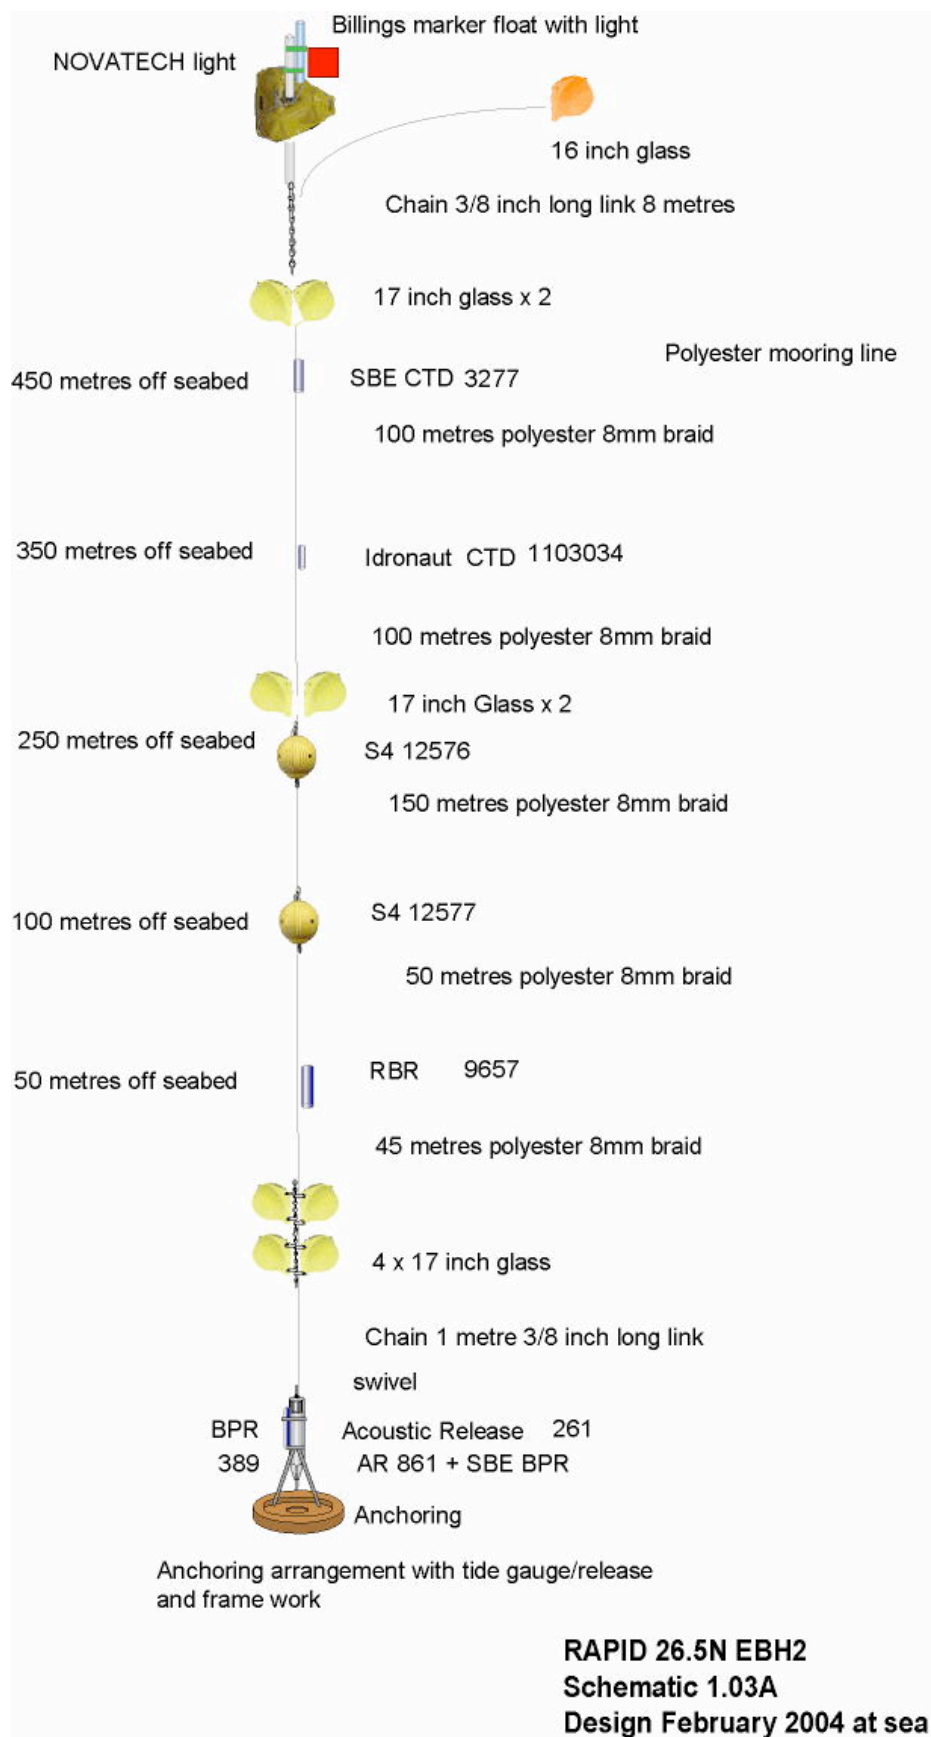 Billings marker float with light
NOVATECH light
16 inch glass
Chain 3/8 inch long link 8 metres
17 inch glass x 2
Polyester mooring line
450 metres off seabed
SBE CTD 3277
100 metres polyester 8mm braid
350 metres off seabed
Idronaut CTD 1103034
100 metres polyester 8mm braid
17 inch Glass x 2
250 metres off seabed
S4 12576
150 metres polyester 8mm braid
100 metres off seabed
S4 12577
50 metres polyester 8mm braid
50 metres off seabed
RBR 9657
45 metres polyester 8mm braid
4 x 17 inch glass
Chain 1 metre 3/8 inch long link
swivel
BPR
389
Acoustic Release 261
AR 861 + SBE BPR
Anchoring
Anchoring arrangement with tide gauge/release
and frame work
RAPID 26.5N EBH2
Schematic 1.03A
Design February 2004 at sea